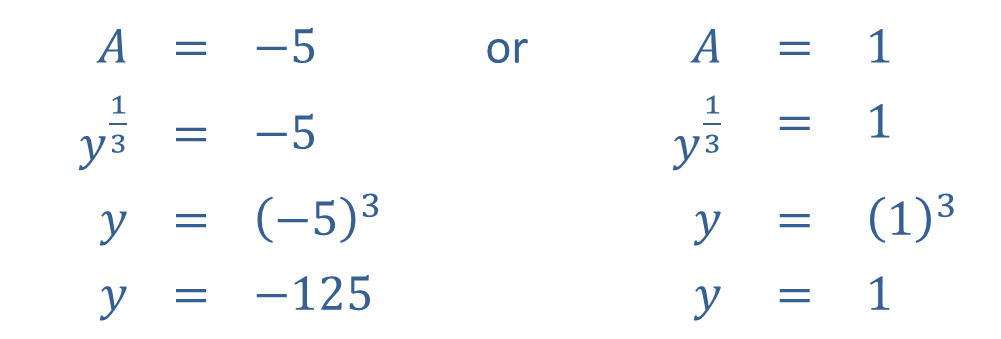 A = −5 or A = 1
y^{1/3} = −5 y^{1/3} = 1
y = (−5)³ y = (1)³
y = −125 y = 1